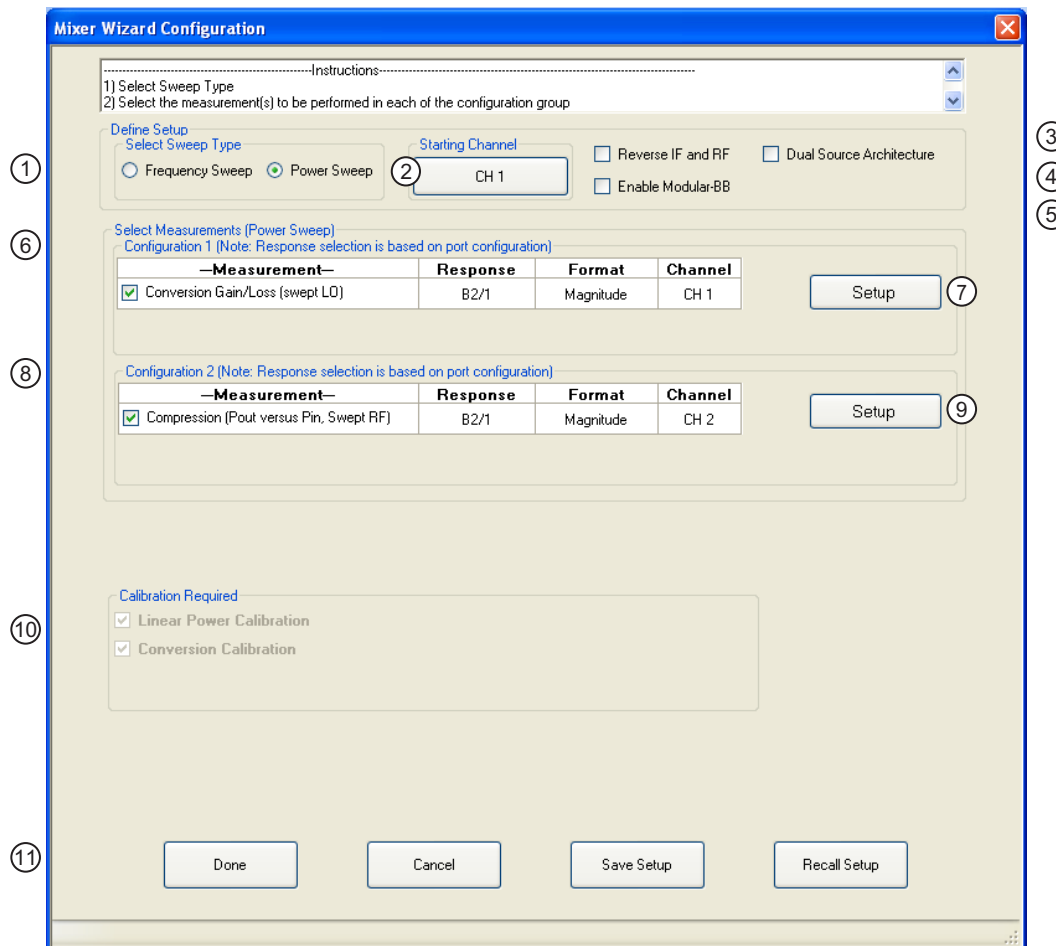 Mixer Wizard Configuration
--------Instructions--------
1) Select Sweep Type
2) Select the measurement(s) to be performed in each of the configuration group
Define Setup
Select Sweep Type
Starting Channel
1
Frequency Sweep
Power Sweep
2
CH 1
Reverse IF and RF
Dual Source Architecture
Enable Modular-BB
3
4
5
Select Measurements (Power Sweep)
6
Configuration 1 (Note: Response selection is based on port configuration)
—Measurement— Response Format Channel
Conversion Gain/Loss (swept LO) B2/1 Magnitude CH 1
Setup
7
8
Configuration 2 (Note: Response selection is based on port configuration)
—Measurement— Response Format Channel
Compression (Pout versus Pin, Swept RF) B2/1 Magnitude CH 2
Setup
9
Calibration Required
10
Linear Power Calibration
Conversion Calibration
11
Done
Cancel
Save Setup
Recall Setup